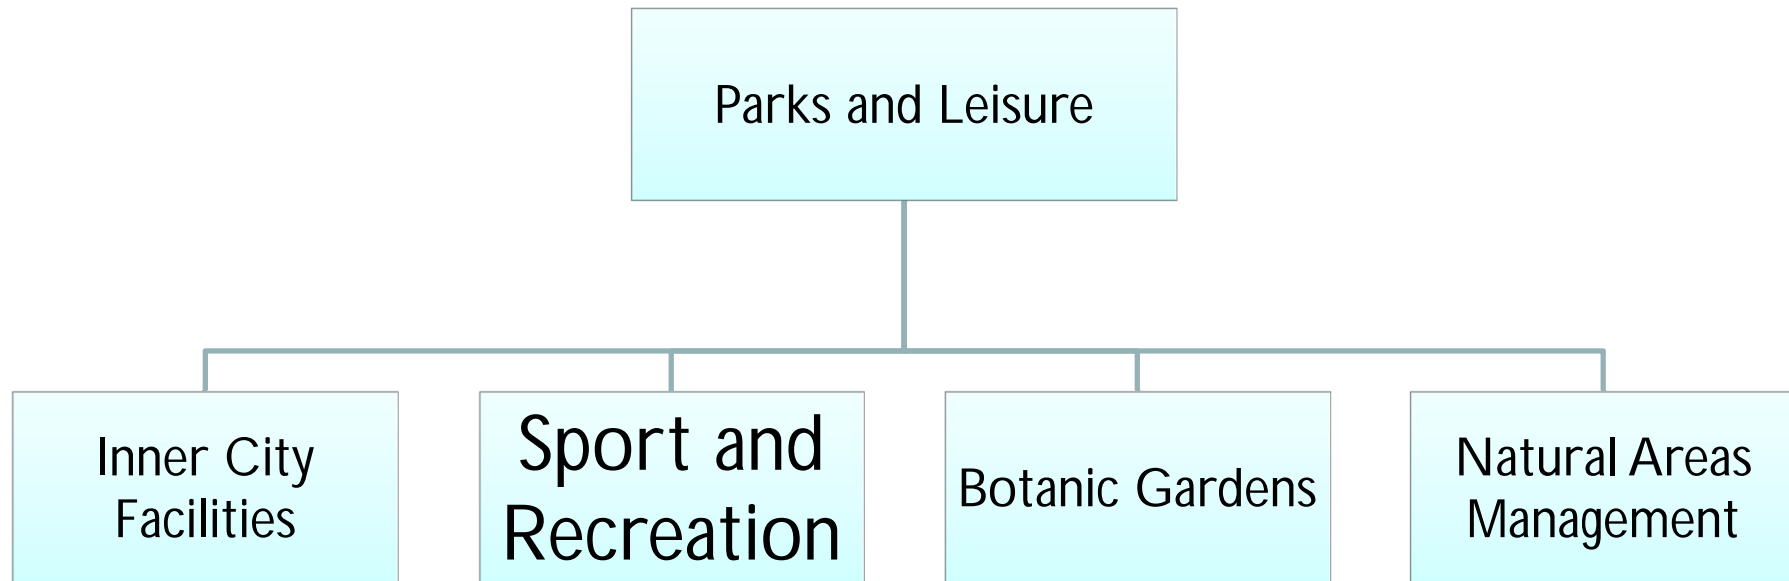 Parks and Leisure
Inner City
Facilities
Sport and
Recreation
Botanic Gardens
Natural Areas
Management